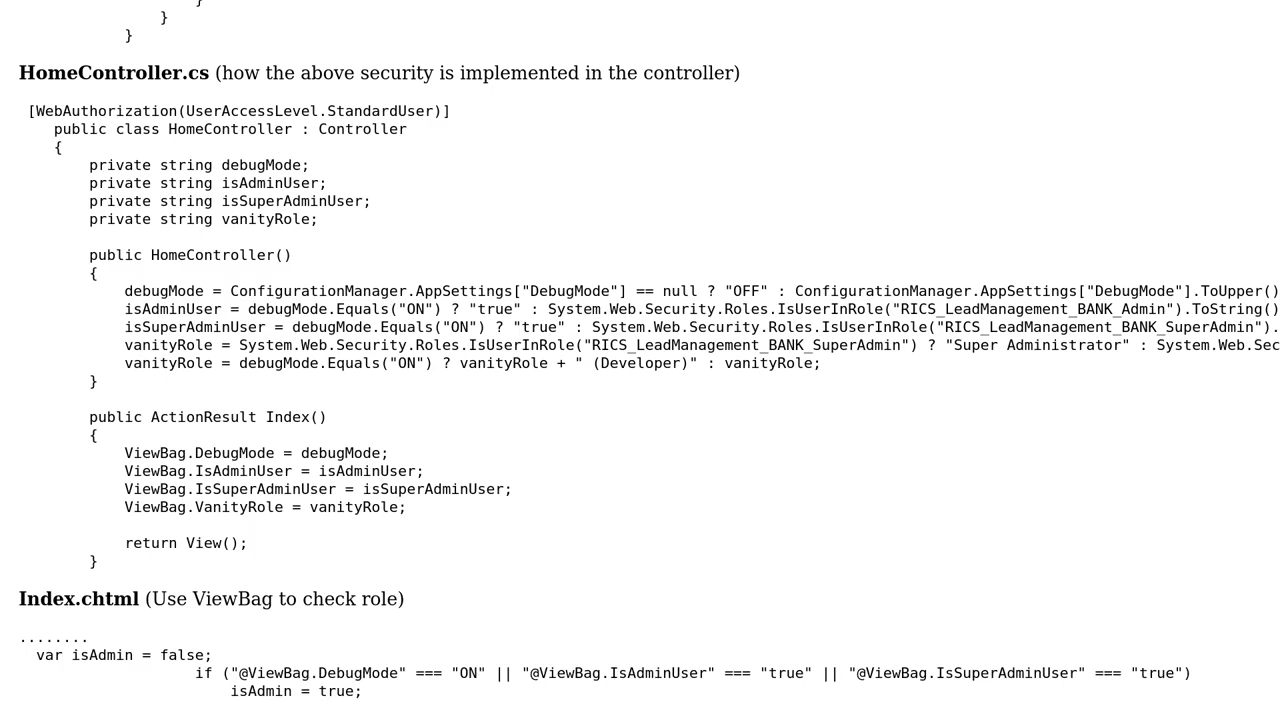 }
}
}
HomeController.cs (how the above security is implemented in the controller)
[WebAuthorization(UserAccessLevel.StandardUser)]
public class HomeController : Controller
{
private string debugMode;
private string isAdminUser;
private string isSuperAdminUser;
private string vanityRole;
public HomeController()
{
debugMode = ConfigurationManager.AppSettings["DebugMode"] == null ? "OFF" : ConfigurationManager.AppSettings["DebugMode"].ToUpper()
isAdminUser = debugMode.Equals("ON") ? "true" : System.Web.Security.Roles.IsUserInRole("RICS_LeadManagement_BANK_Admin").ToString()
isSuperAdminUser = debugMode.Equals("ON") ? "true" : System.Web.Security.Roles.IsUserInRole("RICS_LeadManagement_BANK_SuperAdmin").
vanityRole = System.Web.Security.Roles.IsUserInRole("RICS_LeadManagement_BANK_SuperAdmin") ? "Super Administrator" : System.Web.Sec
vanityRole = debugMode.Equals("ON") ? vanityRole + " (Developer)" : vanityRole;
}
public ActionResult Index()
{
ViewBag.DebugMode = debugMode;
ViewBag.IsAdminUser = isAdminUser;
ViewBag.IsSuperAdminUser = isSuperAdminUser;
ViewBag.VanityRole = vanityRole;
return View();
}
Index.chtml (Use ViewBag to check role)
........
var isAdmin = false;
if ("@ViewBag.DebugMode" === "ON" || "@ViewBag.IsAdminUser" === "true" || "@ViewBag.IsSuperAdminUser" === "true")
isAdmin = true;